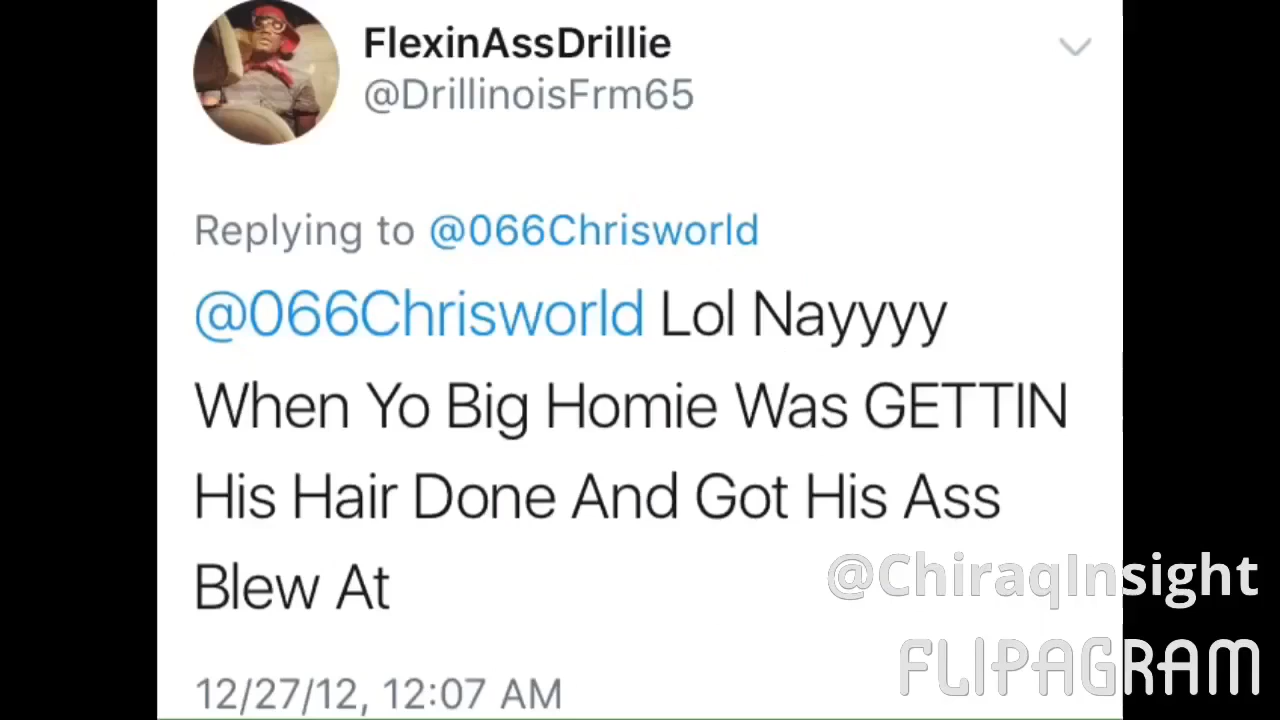 FlexinAssDrillie
@DrillinoisFrm65
Replying to @066Chrisworld
@066Chrisworld Lol Nayyyy
When Yo Big Homie Was GETTIN
His Hair Done And Got His Ass
Blew At
@ChiraqInsight
FLIPAGRAM
12/27/12, 12:07 AM